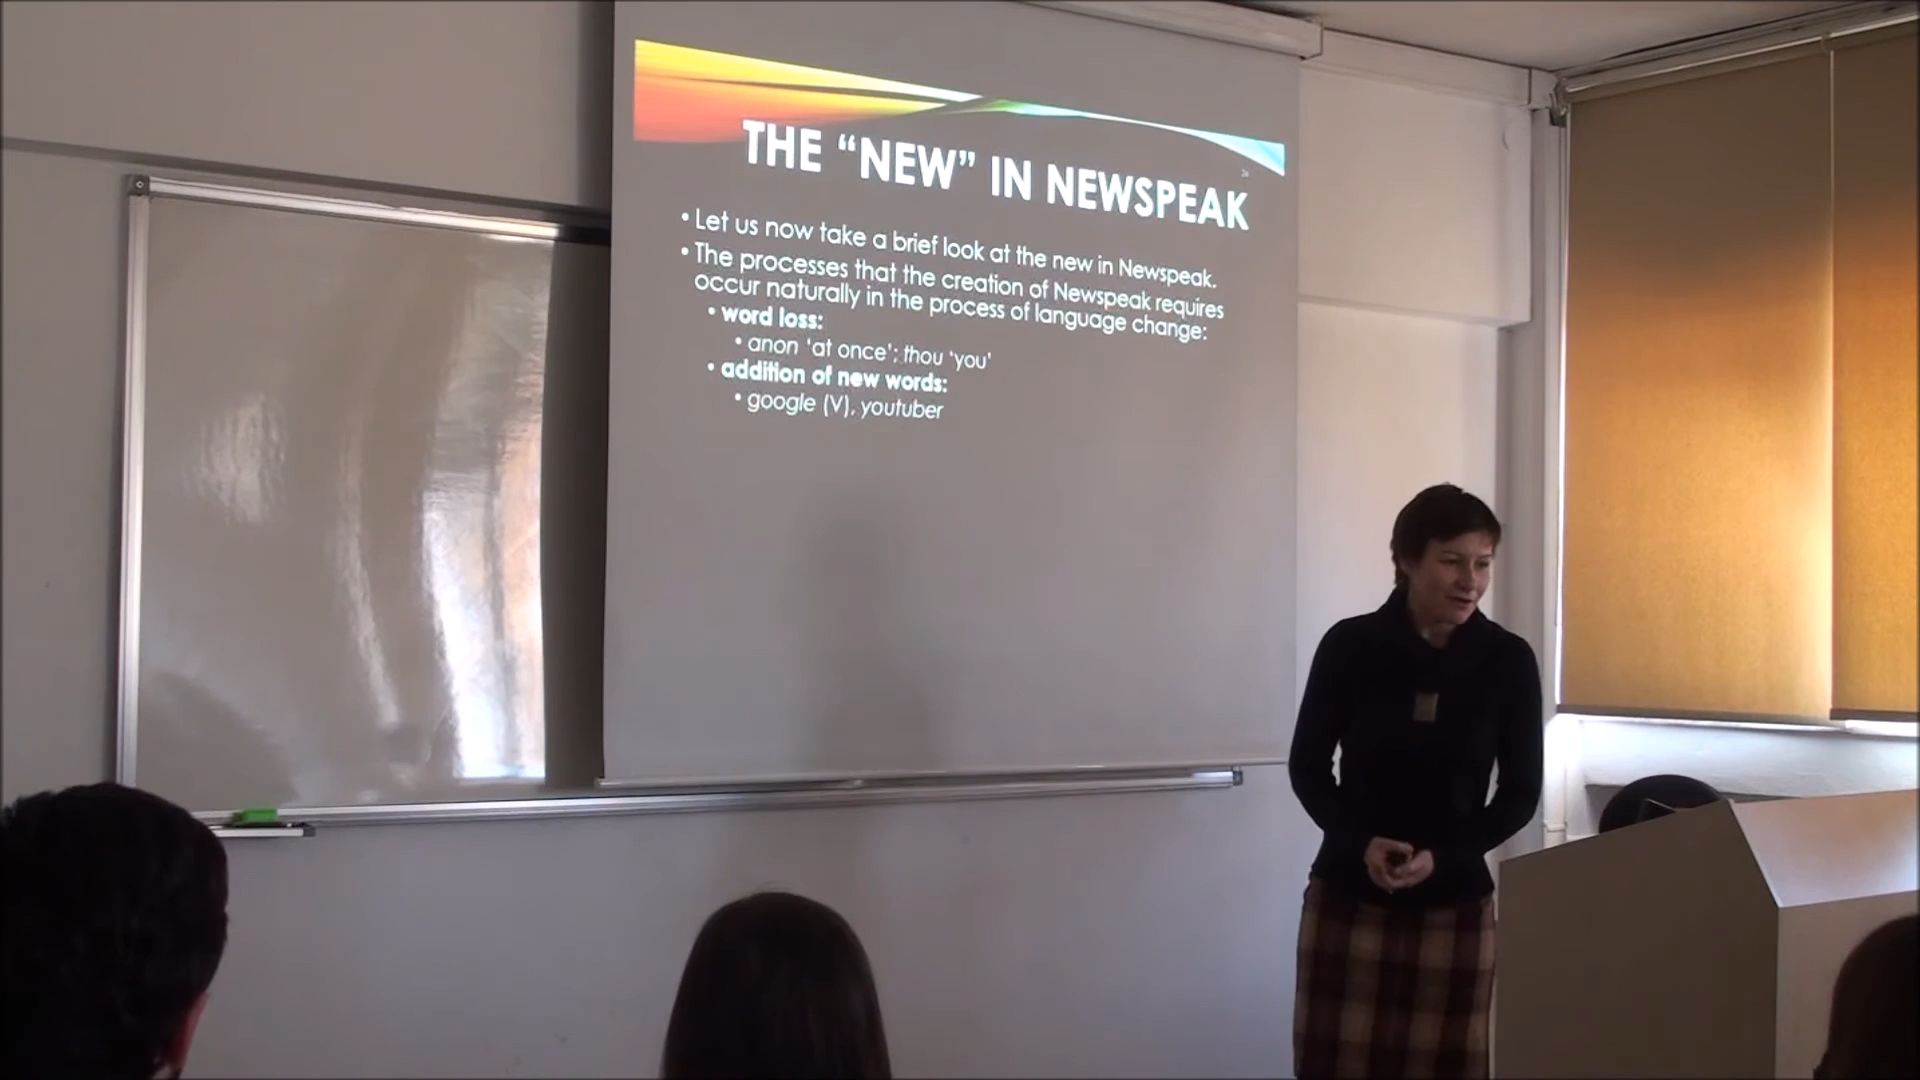 THE “NEW” IN NEWSPEAK
• Let us now take a brief look at the new in Newspeak.
• The processes that the creation of Newspeak requires
occur naturally in the process of language change:
• word loss:
• anon ‘at once’; thou ‘you’
• addition of new words:
• google (V), youtuber